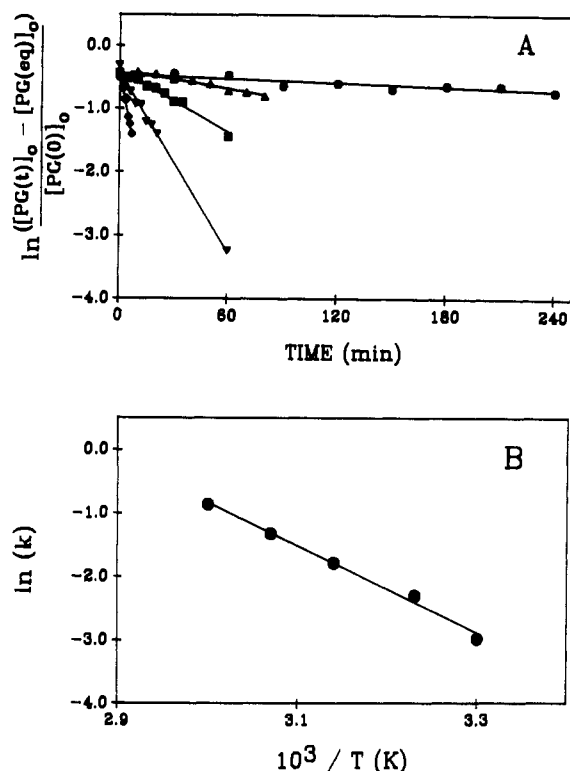 A
ln ([PG(t)]o − [PG(eq)]o) / [PG(0)]o
0.0
−1.0
−2.0
−3.0
−4.0
0 60 120 180 240
TIME (min)
B
ln (k)
0.0
−1.0
−2.0
−3.0
−4.0
2.9 3.1 3.3
10³ / T (K)